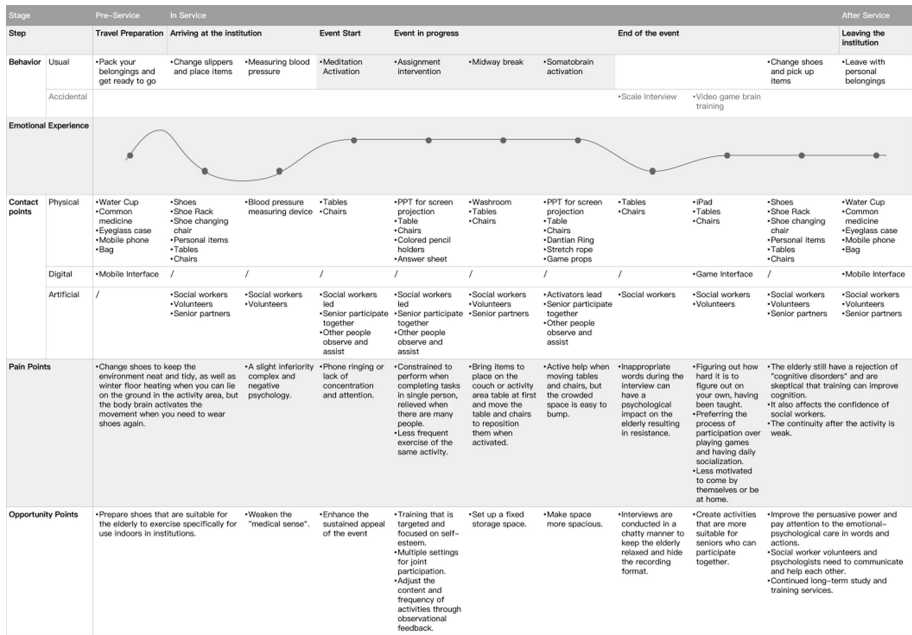 Stage
Pre-Service
In Service
After Service
Step
Travel Preparation
Arriving at the institution
Event Start
Event in progress
End of the event
Leaving the
institution
Behavior
Usual
•Pack your
belongings and
get ready to go
•Change slippers
and place items
•Measuring blood
pressure
•Meditation
Activation
•Assignment
intervention
•Midway break
•Somatobrain
activation
•Change shoes
and pick up
items
•Leave with
personal
belongings
Accidental
•Scale Interview
•Video game brain
training
Emotional Experience
Contact
points
Physical
•Water Cup
•Common
medicine
•Eyeglass case
•Mobile phone
•Bag
•Shoes
•Shoe Rack
•Shoe changing
chair
•Personal items
•Tables
•Chairs
•Blood pressure
measuring device
•Tables
•Chairs
•PPT for screen
projection
•Table
•Chairs
•Colored pencil
holders
•Answer sheet
•Washroom
•Tables
•Chairs
•PPT for screen
projection
•Table
•Chairs
•Dantian Ring
•Stretch rope
•Game props
•Tables
•Chairs
•iPad
•Tables
•Chairs
•Shoes
•Shoe Rack
•Shoe changing
chair
•Personal items
•Tables
•Chairs
•Water Cup
•Common
medicine
•Eyeglass case
•Mobile phone
•Bag
Digital
•Mobile Interface
/
/
/
/
/
/
/
•Game Interface
/
•Mobile Interface
Artificial
/
•Social workers
•Volunteers
•Senior partners
•Social workers
•Volunteers
•Social workers
led
•Senior participate
together
•Other people
observe and
assist
•Social workers
led
•Senior participate
together
•Other people
observe and
assist
•Social workers
•Volunteers
•Senior partners
•Activators lead
•Senior participate
together
•Other people
observe and
assist
•Social workers
•Social workers
•Volunteers
•Social workers
•Volunteers
•Senior partners
•Social workers
•Volunteers
•Senior partners
Pain Points
•Change shoes to keep the
environment neat and tidy, as well as
winter floor heating when you can lie
on the ground in the activity area, but
the body brain activates the
movement when you need to wear
shoes again.
•A slight inferiority
complex and
negative
psychology.
•Phone ringing or
lack of
concentration
and attention.
•Constrained to
perform when
completing tasks
in single person,
relieved when
there are many
people.
•Less frequent
exercise of the
same activity.
•Bring items to
place on the
couch or activity
area table at first
and move the
table and chairs
to reposition
them when
activated.
•Active help when
moving tables
and chairs, but
the crowded
space is easy to
bump.
•Inappropriate
words during the
interview can
have a
psychological
impact on the
elderly resulting
in resistance.
•Figuring out how
hard it is to
figure out on
your own, having
been taught.
•Preferring the
process of
participation over
playing games
and having daily
socialization.
•Less motivated
to come by
themselves or be
at home.
•The elderly still have a rejection of
"cognitive disorders" and are
skeptical that training can improve
cognition.
•It also affects the confidence of
social workers.
•The continuity after the activity is
weak.
Opportunity Points
•Prepare shoes that are suitable for
the elderly to exercise specifically for
use indoors in institutions.
•Weaken the
"medical sense".
•Enhance the
sustained appeal
of the event
•Training that is
targeted and
focused on self-
esteem.
•Multiple settings
for joint
participation.
•Adjust the
content and
frequency of
activities through
observational
feedback.
•Set up a fixed
storage space.
•Make space
more spacious.
•Interviews are
conducted in a
chatty manner to
keep the elderly
relaxed and hide
the recording
format.
•Create activities
that are more
suitable for
seniors who can
participate
together.
•Improve the persuasive power and
pay attention to the emotional-
psychological care in words and
actions.
•Social worker volunteers and
psychologists need to communicate
and help each other.
•Continued long-term study and
training services.